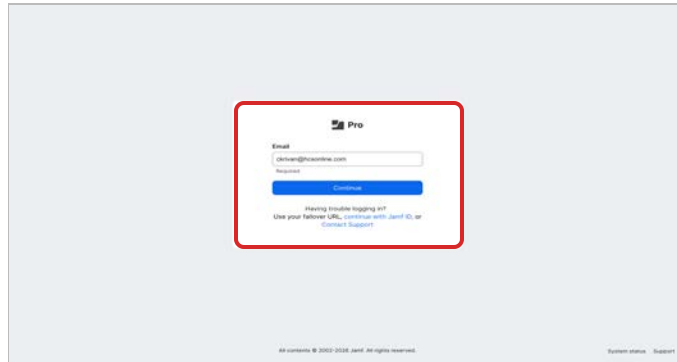 Pro
Email
ckrivan@hcsonline.com
Required
Continue
Having trouble logging in?
Use your failover URL, continue with Jamf ID, or
Contact Support
All contents © 2002-2026 Jamf. All rights reserved.
System status Support